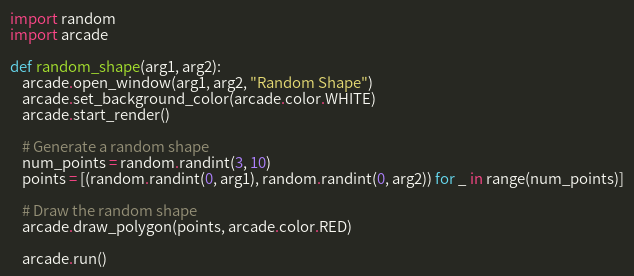 import random
import arcade

def random_shape(arg1, arg2):
    arcade.open_window(arg1, arg2, "Random Shape")
    arcade.set_background_color(arcade.color.WHITE)
    arcade.start_render()

    # Generate a random shape
    num_points = random.randint(3, 10)
    points = [(random.randint(0, arg1), random.randint(0, arg2)) for _ in range(num_points)]

    # Draw the random shape
    arcade.draw_polygon(points, arcade.color.RED)

    arcade.run()